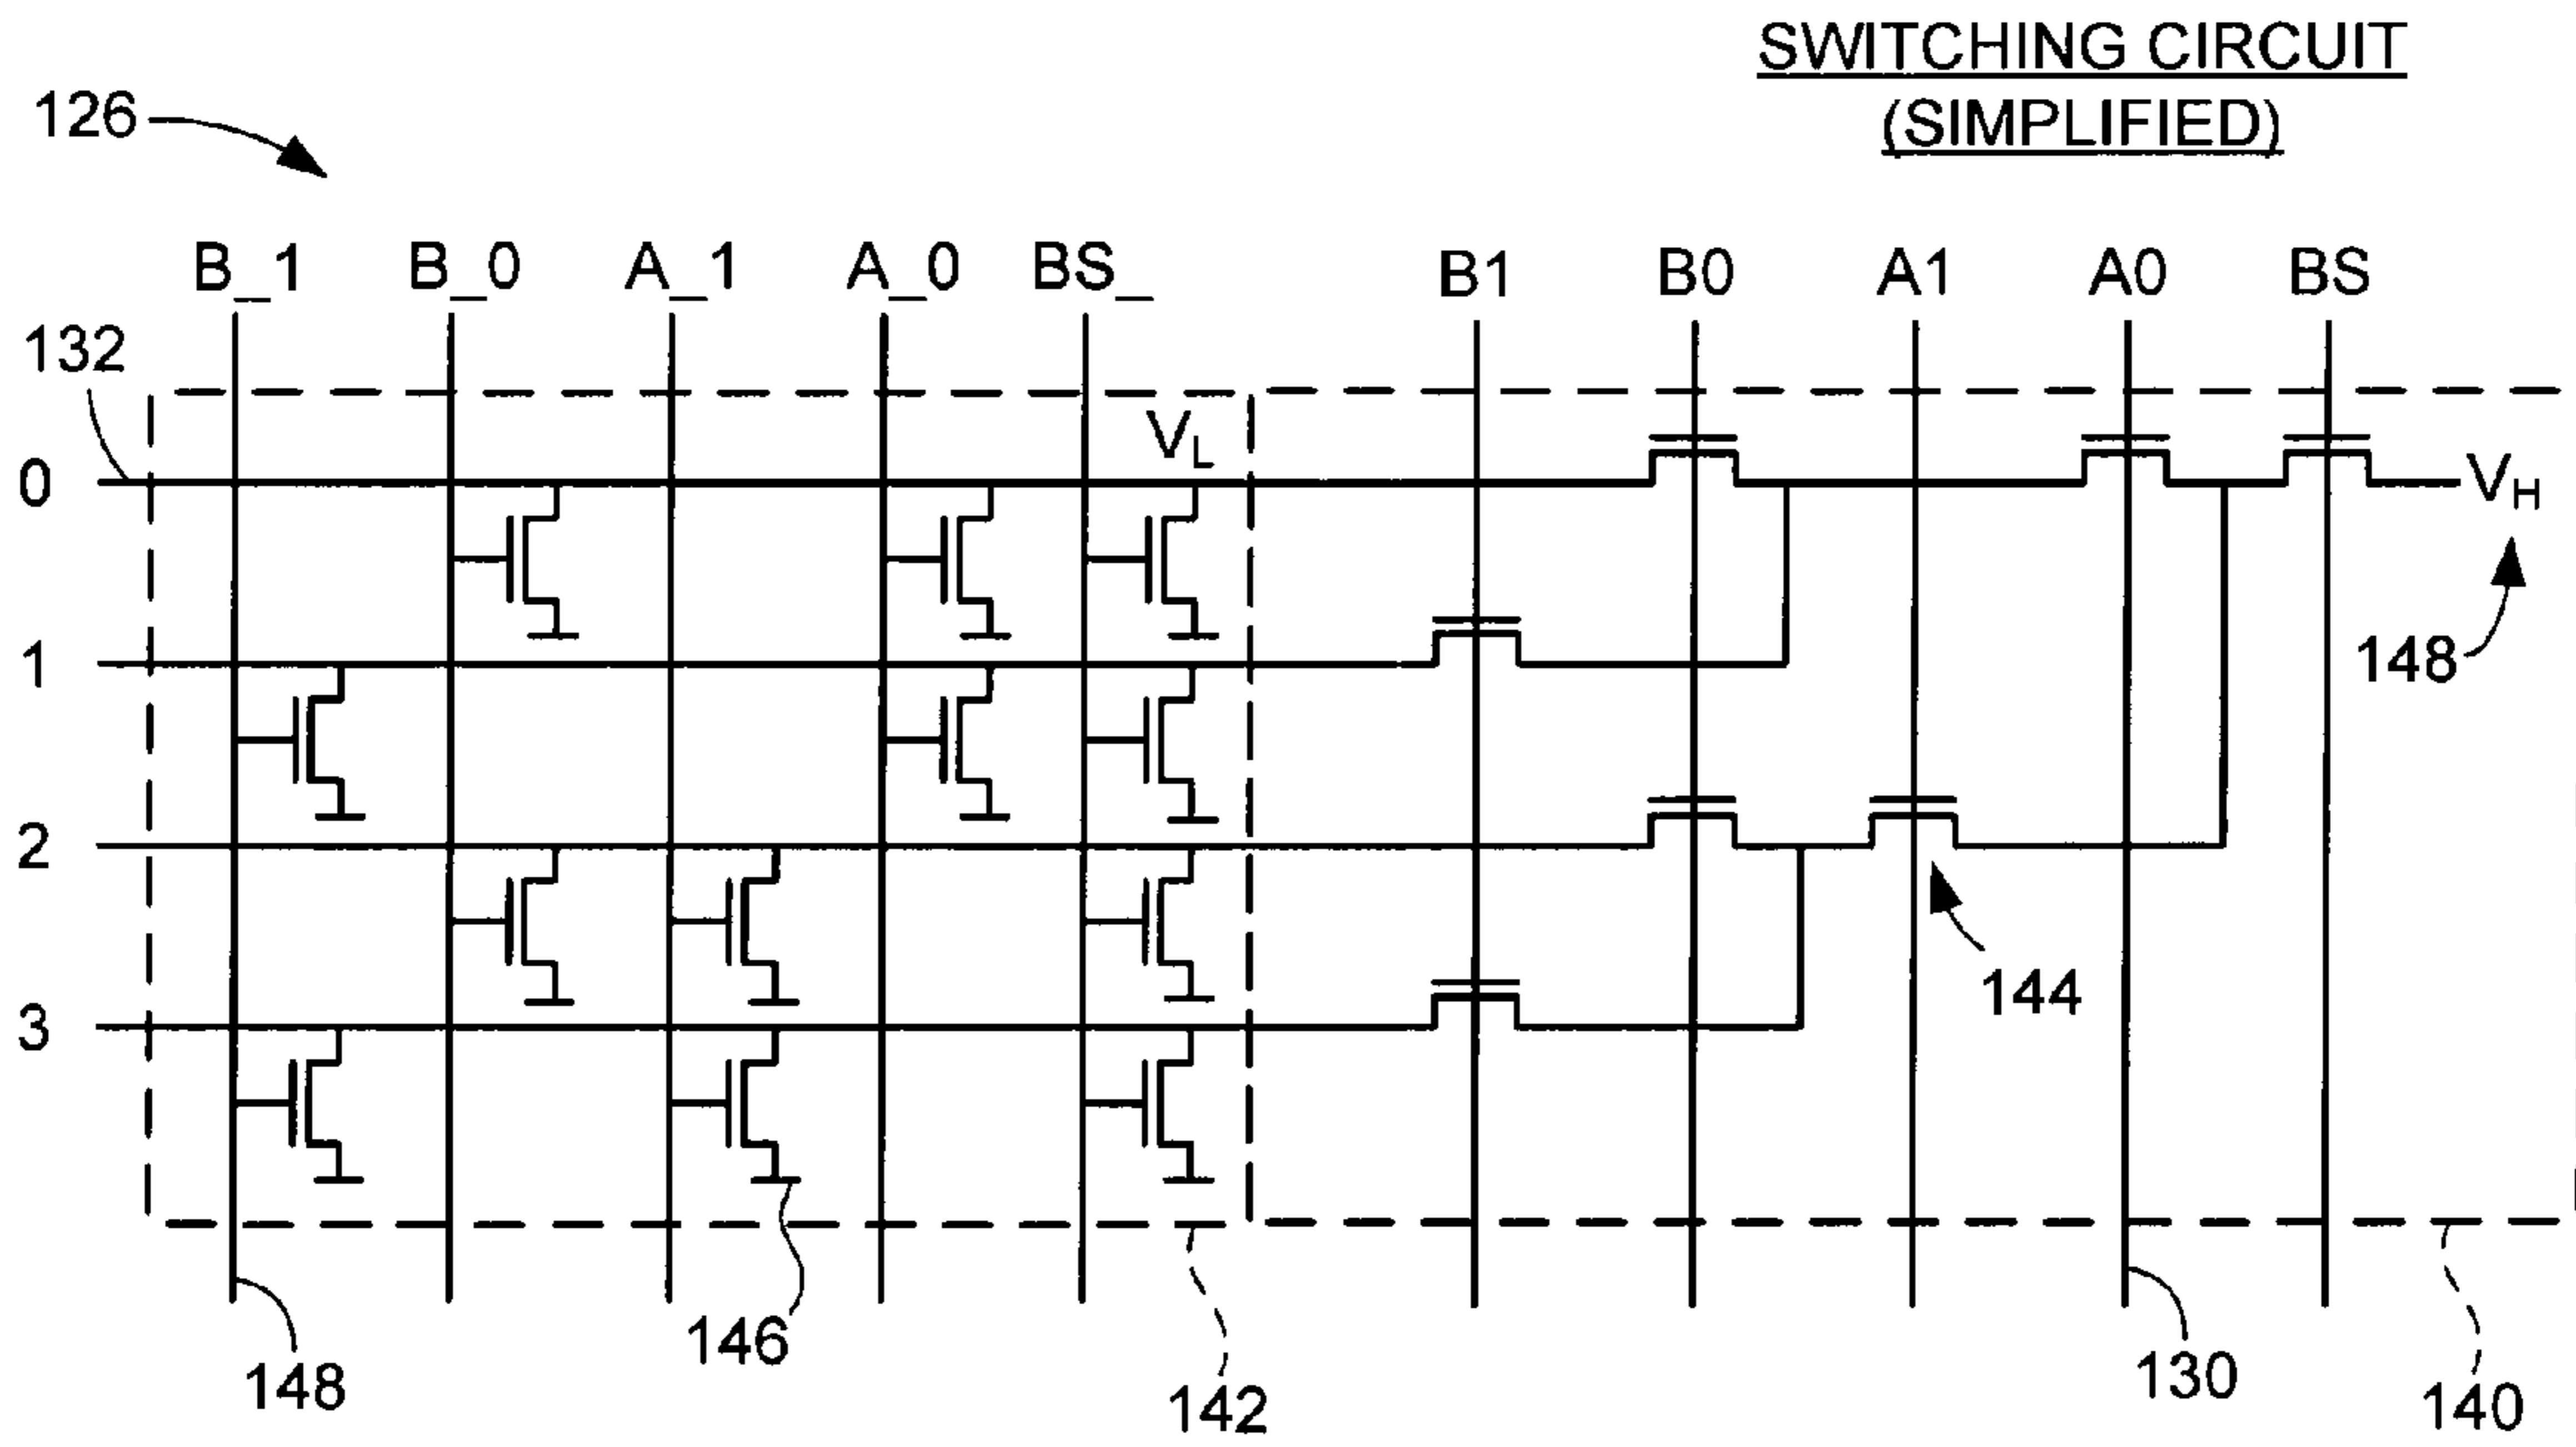 SWITCHING CIRCUIT
(SIMPLIFIED)
126
B_1 B_0 A_1 A_0 BS_ B1 B0 A1 A0 BS
132
VL
0
VH
1
148
2
144
3
146
148
142
130
140